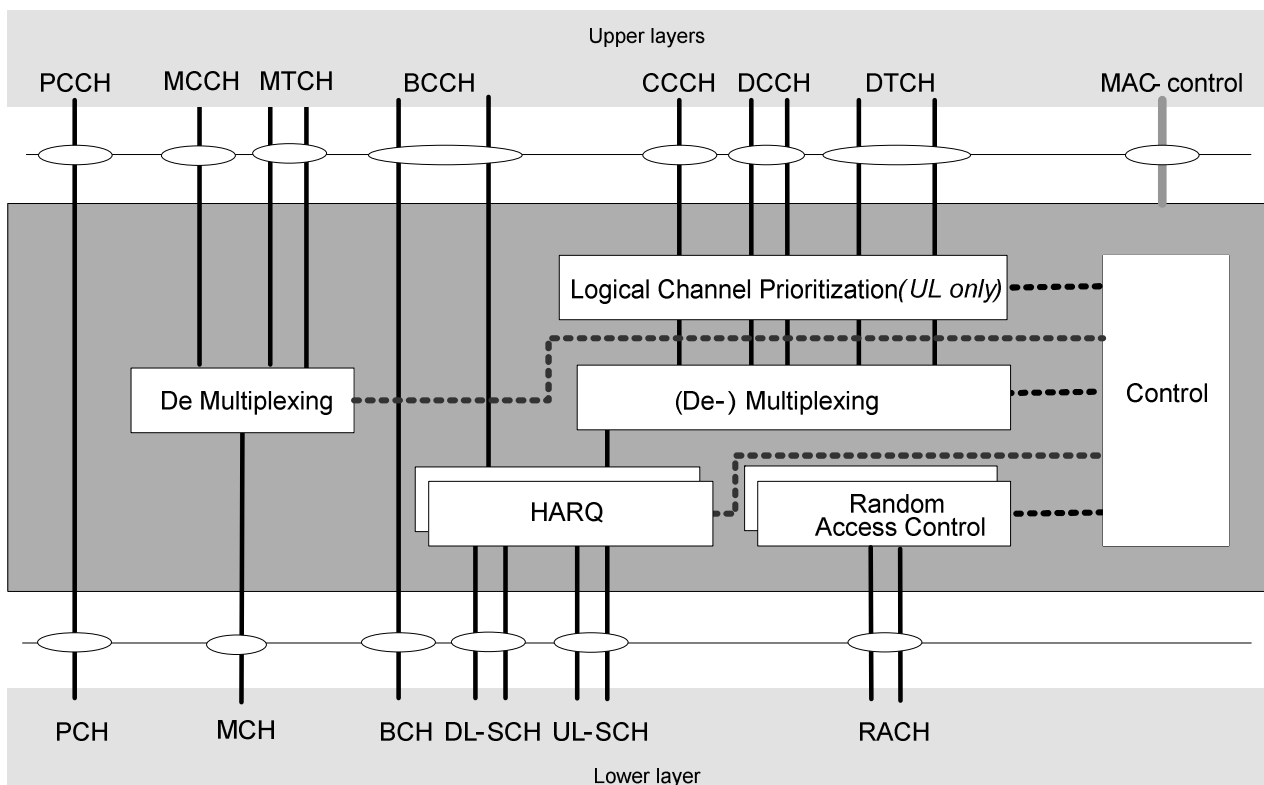 Upper layers
PCCH MCCH MTCH BCCH CCCH DCCH DTCH MAC- control
Logical Channel Prioritization(UL only)
De Multiplexing
(De-) Multiplexing
Control
HARQ
Random
Access Control
PCH MCH BCH DL-SCH UL-SCH RACH
Lower layer